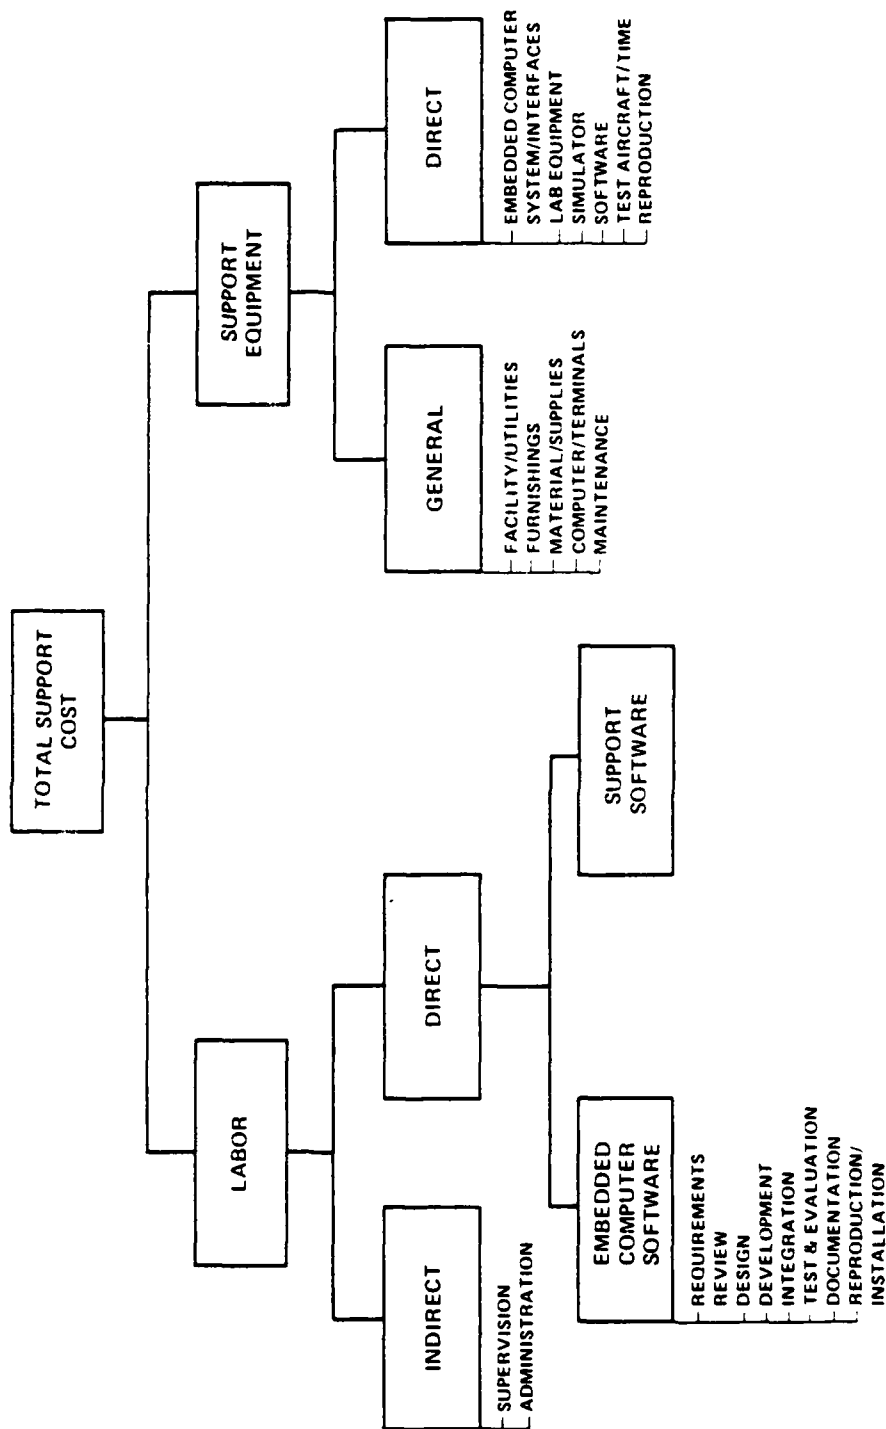 TOTAL SUPPORT
COST
LABOR
SUPPORT
EQUIPMENT
INDIRECT
DIRECT
GENERAL
DIRECT
SUPERVISION
ADMINISTRATION
FACILITY/UTILITIES
FURNISHINGS
MATERIAL/SUPPLIES
COMPUTER/TERMINALS
MAINTENANCE
EMBEDDED COMPUTER
SYSTEM/INTERFACES
LAB EQUIPMENT
SIMULATOR
SOFTWARE
TEST AIRCRAFT/TIME
REPRODUCTION
EMBEDDED
COMPUTER
SOFTWARE
SUPPORT
SOFTWARE
REQUIREMENTS
REVIEW
DESIGN
DEVELOPMENT
INTEGRATION
TEST & EVALUATION
DOCUMENTATION
REPRODUCTION/
INSTALLATION